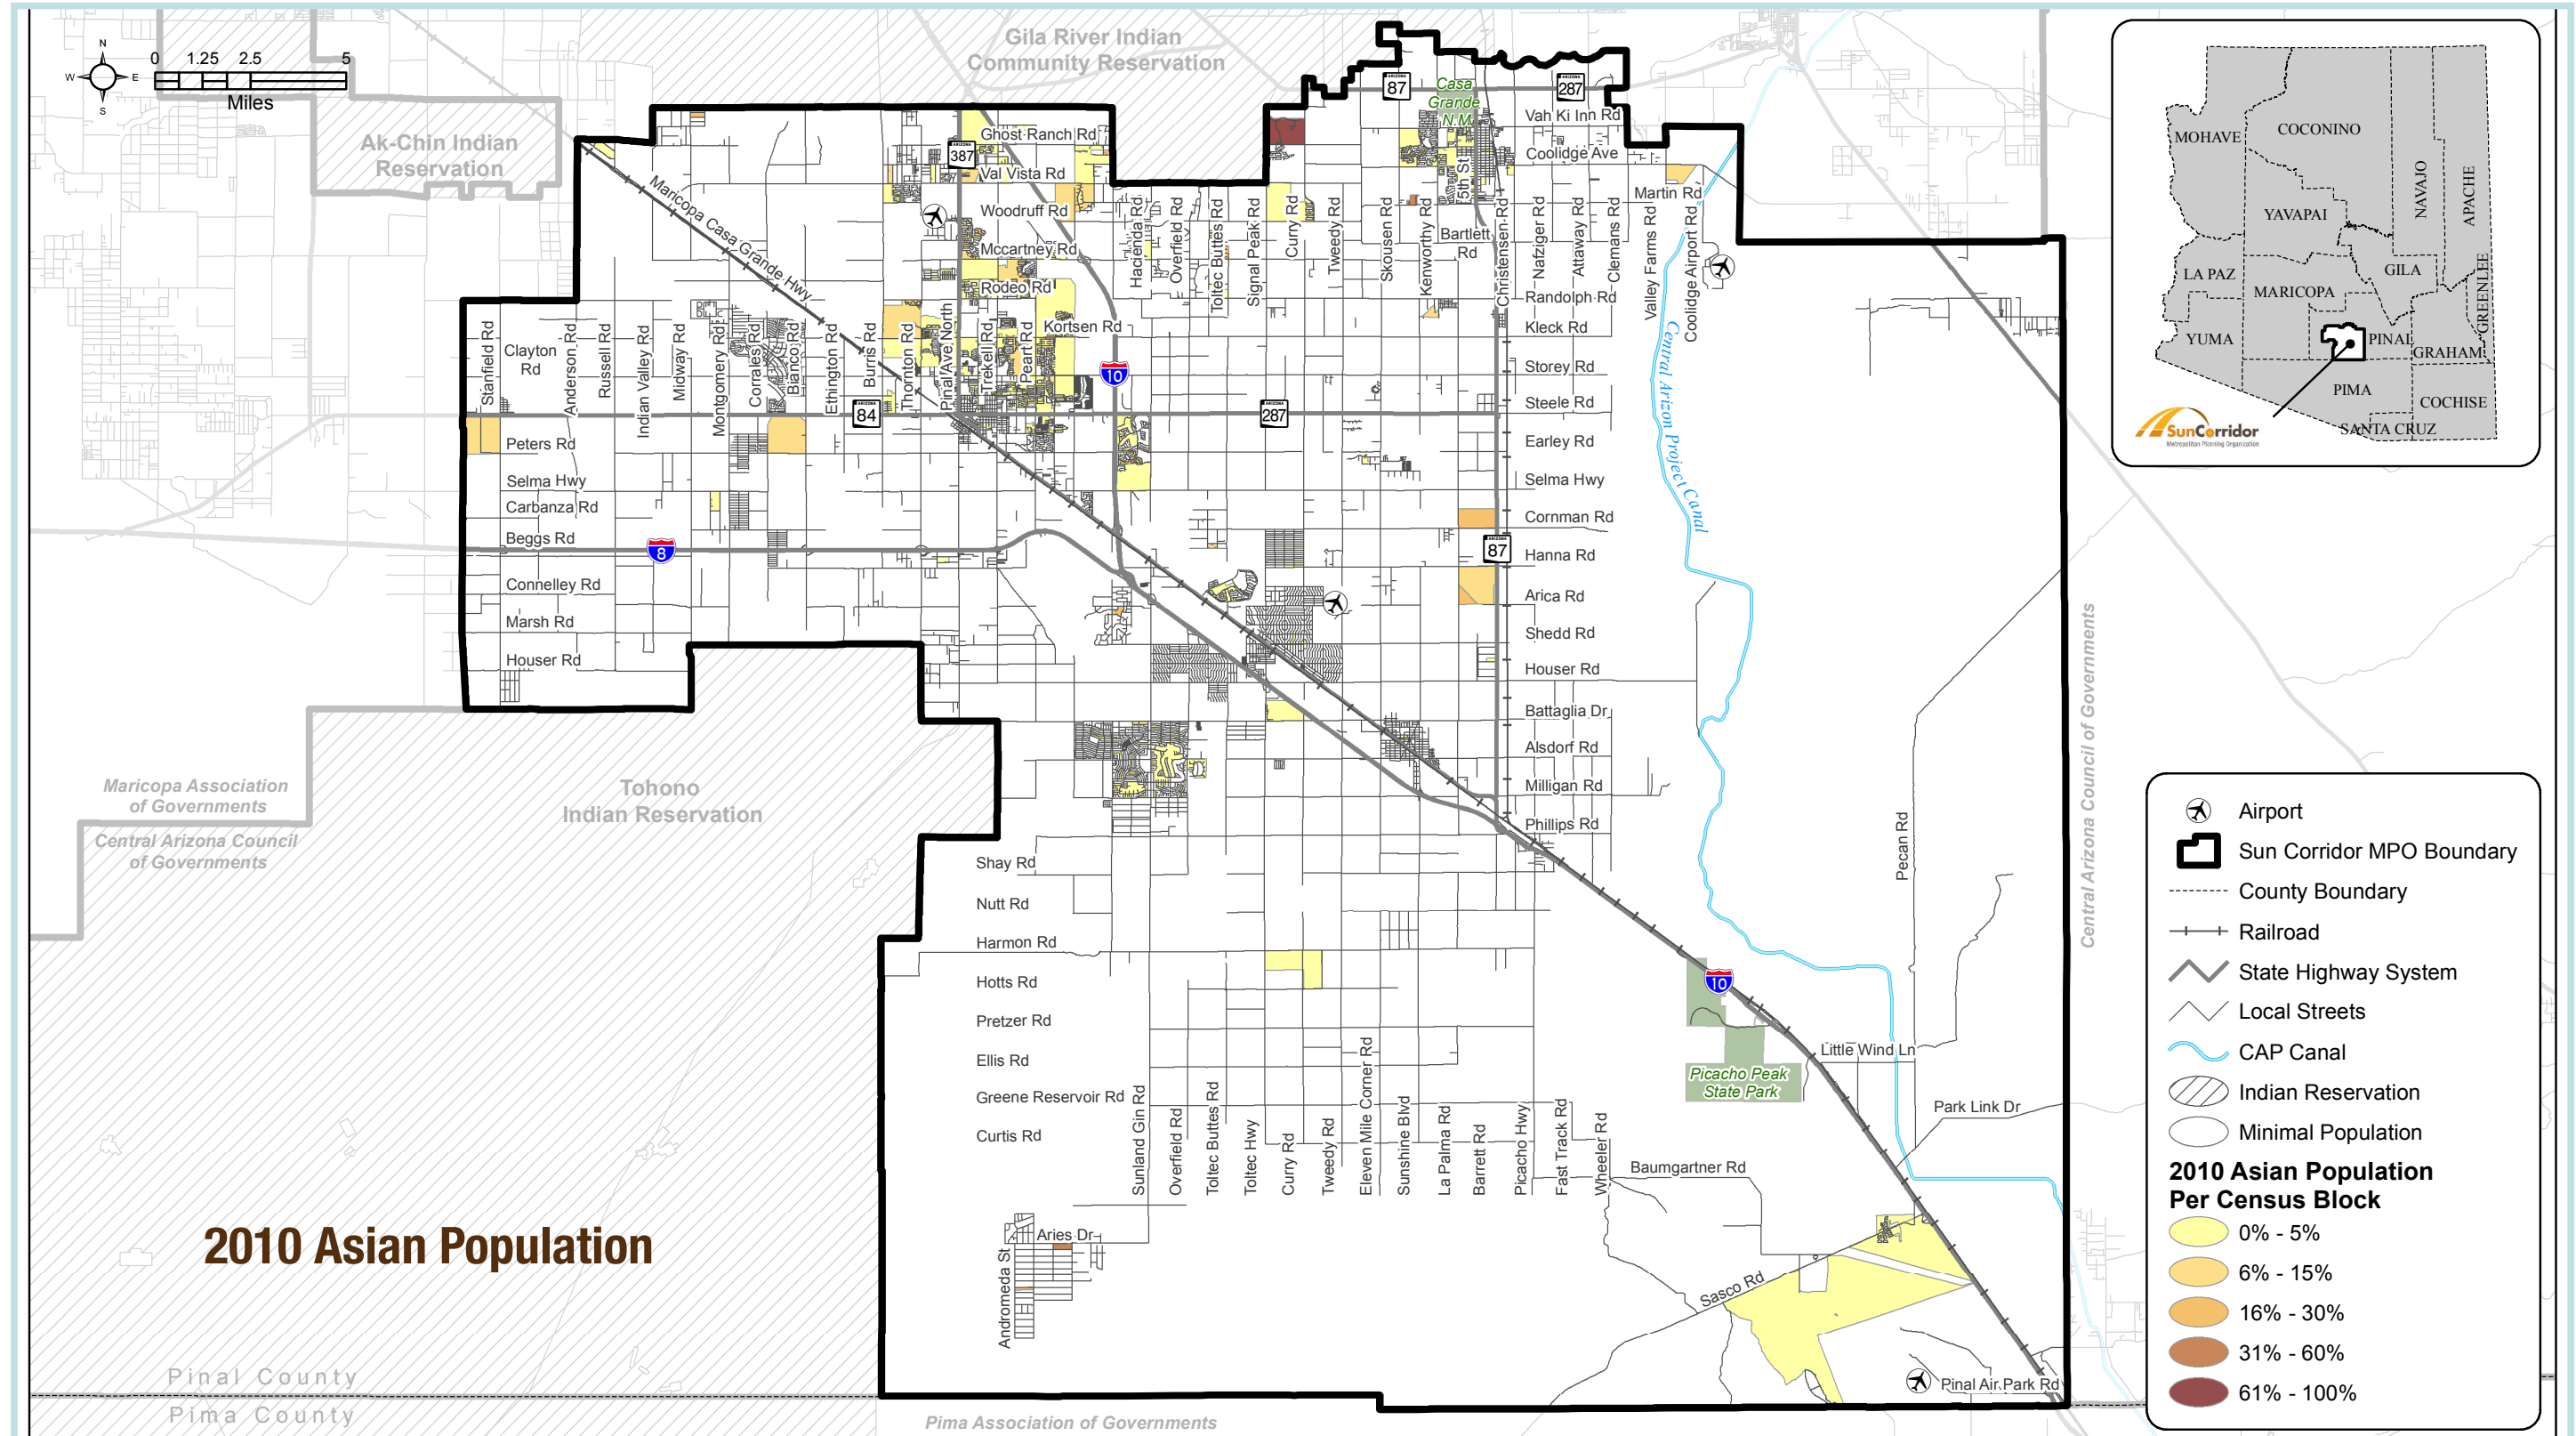 N
W
E
S
0 1.25 2.5 5
Miles
Gila River Indian
Community Reservation
Ak-Chin Indian
Reservation
Casa
Grande
N.M.
ARIZONA
87
ARIZONA
287
Vah Ki Inn Rd
Coolidge Ave
Martin Rd
Ghost Ranch Rd
ARIZONA
387
Val Vista Rd
Woodruff Rd
Mccartney Rd
Rodeo Rd
Kortsen Rd
Maricopa Casa Grande Hwy
5th St
Bartlett
Rd
Randolph Rd
Kleck Rd
Storey Rd
Steele Rd
Earley Rd
Selma Hwy
Cornman Rd
Hanna Rd
Arica Rd
Shedd Rd
Houser Rd
Battaglia Dr
Alsdorf Rd
Milligan Rd
Phillips Rd
Hacienda Rd
Overfield Rd
Toltec Buttes Rd
Signal Peak Rd
Curry Rd
Tweedy Rd
Skousen Rd
Kenworthy Rd
Christensen Rd
Nafziger Rd
Attaway Rd
Clemans Rd
Valley Farms Rd
Coolidge Airport Rd
Central Arizon Project Canal
Stanfield Rd
Clayton
Rd
Anderson Rd
Russell Rd
Indian Valley Rd
Midway Rd
Montgomery Rd
Corrales Rd
Bianco Rd
Ethington Rd
Burris Rd
Thornton Rd
Pinal Ave North
Trekell Rd
Peart Rd
10
ARIZONA
84
ARIZONA
287
ARIZONA
87
8
Peters Rd
Selma Hwy
Carbanza Rd
Beggs Rd
Connelley Rd
Marsh Rd
Houser Rd
Maricopa Association
of Governments
Central Arizona Council
of Governments
Tohono
Indian Reservation
Shay Rd
Nutt Rd
Harmon Rd
Hotts Rd
Pretzer Rd
Ellis Rd
Greene Reservoir Rd
Curtis Rd
Sunland Gin Rd
Overfield Rd
Toltec Buttes Rd
Toltec Hwy
Curry Rd
Tweedy Rd
Eleven Mile Corner Rd
Sunshine Blvd
La Palma Rd
Barrett Rd
Picacho Hwy
Fast Track Rd
Wheeler Rd
10
Picacho Peak
State Park
Pecan Rd
Little Wind Ln
Park Link Dr
Baumgartner Rd
Sasco Rd
Pinal Air Park Rd
Aries Dr
Andromeda St
Central Arizona Council of Governments
2010 Asian Population
Pinal County
Pima County
Pima Association of Governments
MOHAVE
COCONINO
NAVAJO
APACHE
YAVAPAI
LA PAZ
GILA
MARICOPA
GREENLEE
YUMA
PINAL
GRAHAM
PIMA
COCHISE
SANTA CRUZ
SunCorridor
Metropolitan Planning Organization
Airport
Sun Corridor MPO Boundary
County Boundary
Railroad
State Highway System
Local Streets
CAP Canal
Indian Reservation
Minimal Population
2010 Asian Population
Per Census Block
0% - 5%
6% - 15%
16% - 30%
31% - 60%
61% - 100%